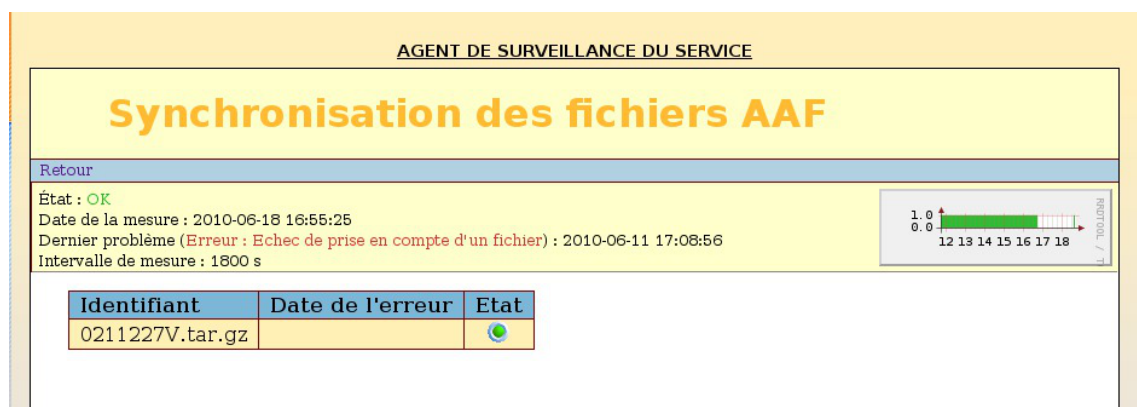 AGENT DE SURVEILLANCE DU SERVICE
Synchronisation des fichiers AAF
Retour
État : OK
Date de la mesure : 2010-06-18 16:55:25
Dernier problème (Erreur : Echec de prise en compte d'un fichier) : 2010-06-11 17:08:56
Intervalle de mesure : 1800 s
1.0
0.0
12 13 14 15 16 17 18
RRDTOOL /
Identifiant Date de l'erreur Etat
0211227V.tar.gz